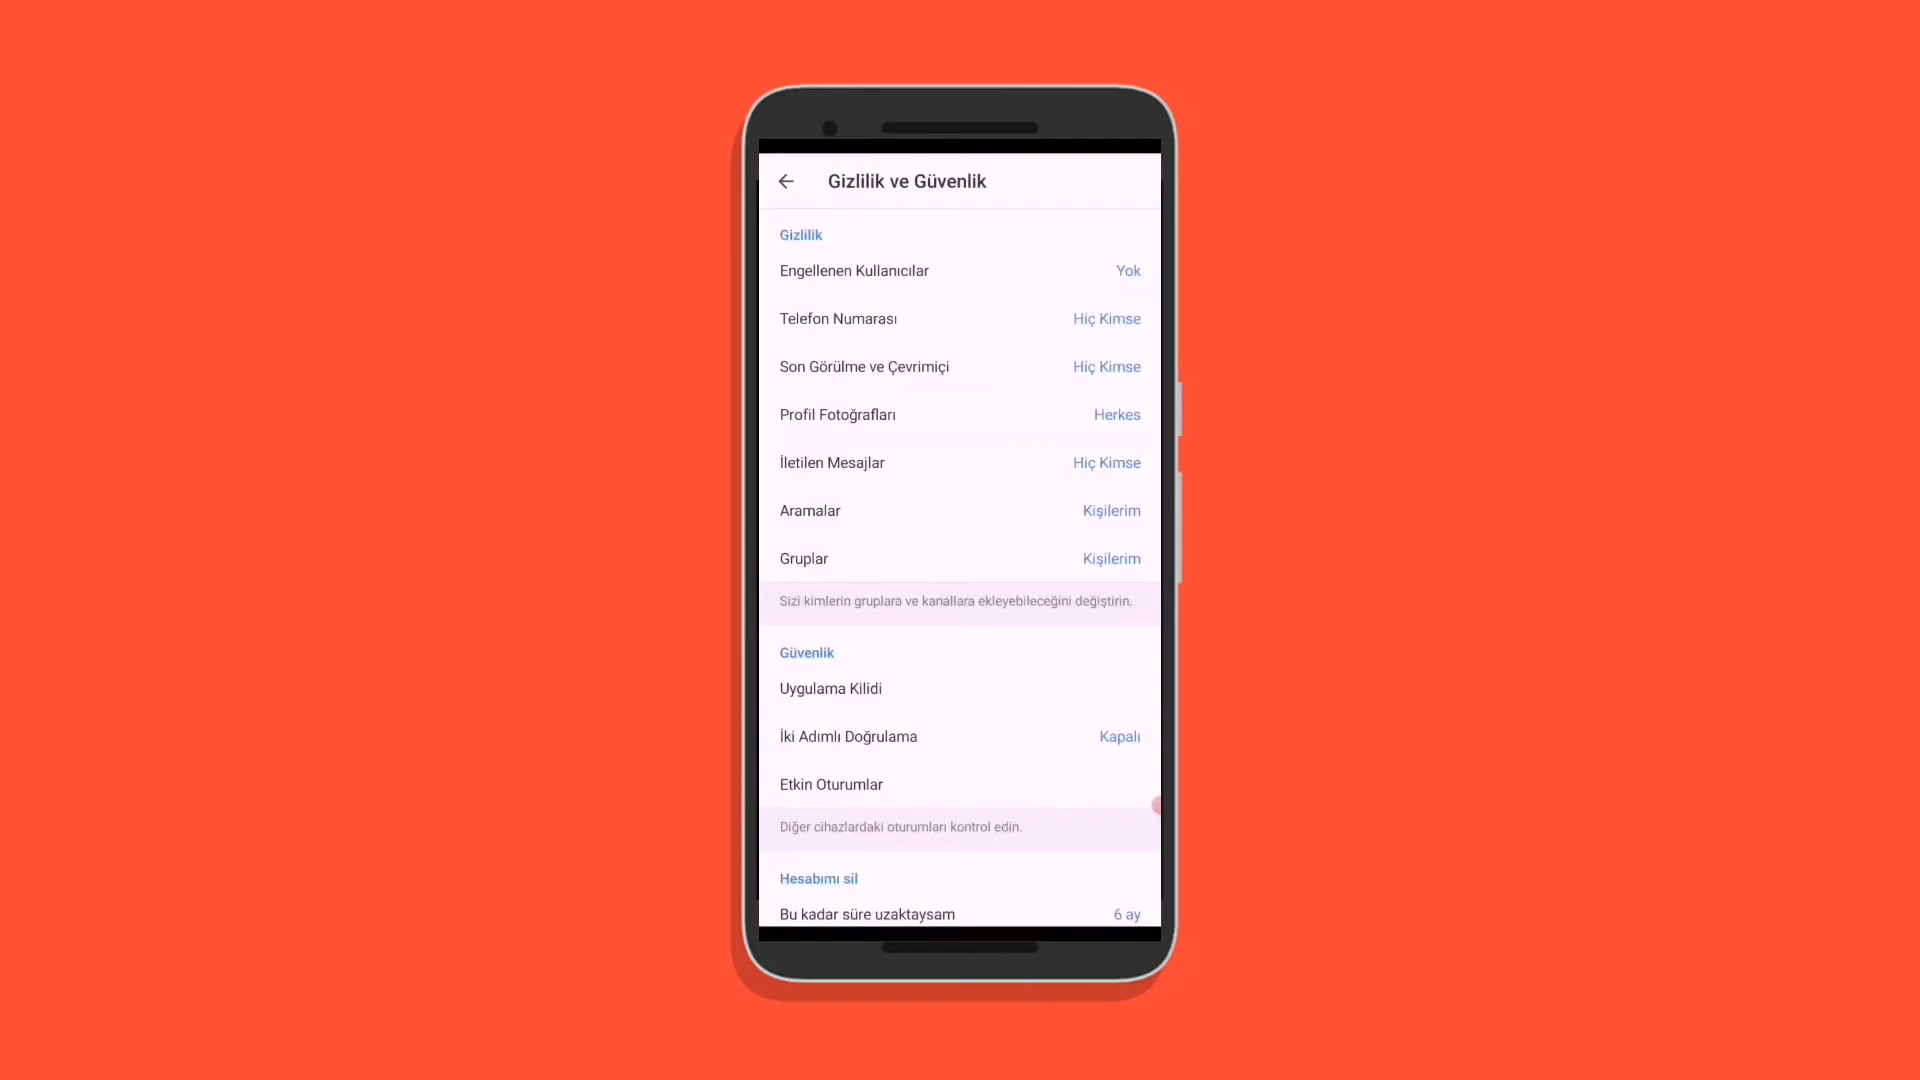 Gizlilik ve Güvenlik
Gizlilik
Engellenen Kullanıcılar Yok
Telefon Numarası Hiç Kimse
Son Görülme ve Çevrimiçi Hiç Kimse
Profil Fotoğrafları Herkes
İletilen Mesajlar Hiç Kimse
Aramalar Kişilerim
Gruplar Kişilerim
Sizi kimlerin gruplara ve kanallara ekleyebileceğini değiştirin.
Güvenlik
Uygulama Kilidi
İki Adımlı Doğrulama Kapalı
Etkin Oturumlar
Diğer cihazlardaki oturumları kontrol edin.
Hesabımı sil
Bu kadar süre uzaktaysam 6 ay